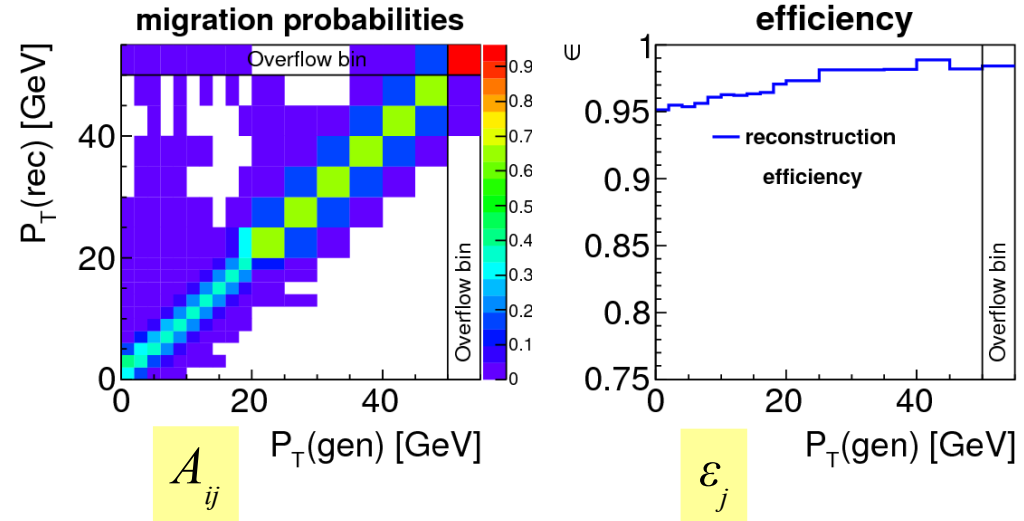 migration probabilities
P_T(rec) [GeV]
Overflow bin
Overflow bin
40
20
0
0
20
40
P_T(gen) [GeV]
0.9
0.8
0.7
0.6
0.5
0.4
0.3
0.2
0.1
0
A_ij
efficiency
∈
1
0.95
0.9
0.85
0.8
0.75
reconstruction
efficiency
Overflow bin
0
20
40
P_T(gen) [GeV]
ε_j